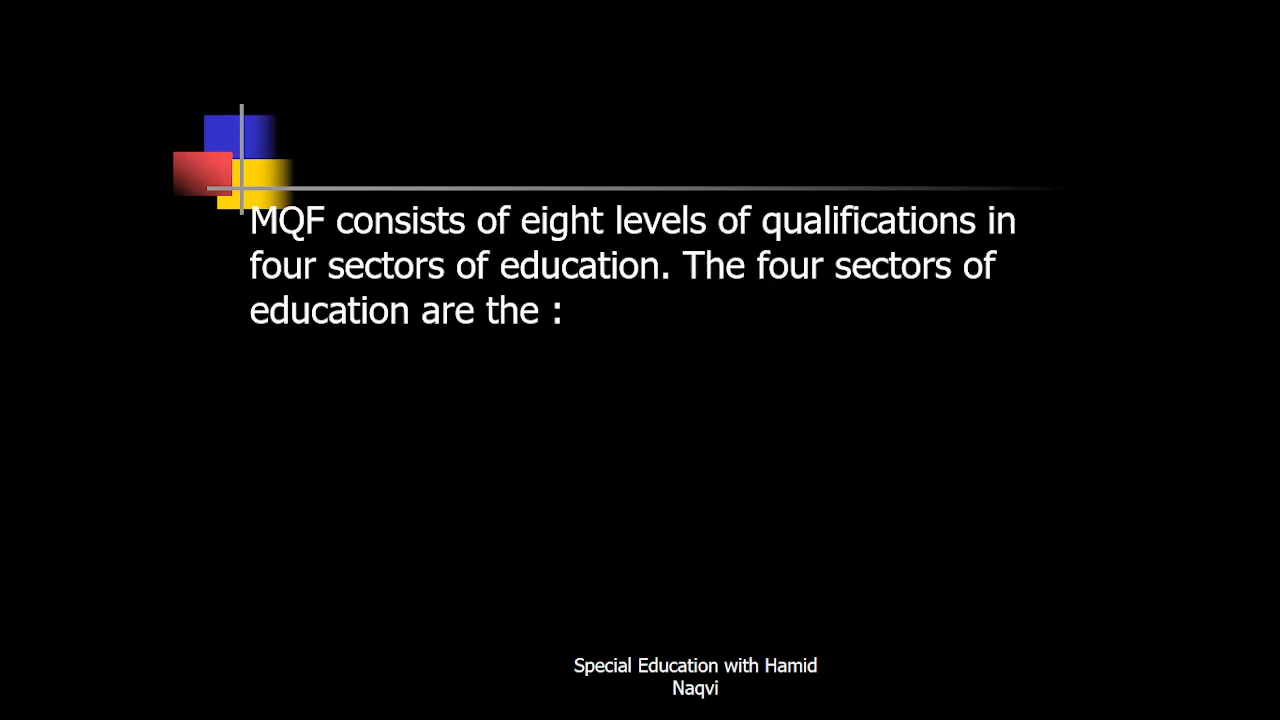 MQF consists of eight levels of qualifications in
four sectors of education. The four sectors of
education are the :
Special Education with Hamid
Naqvi